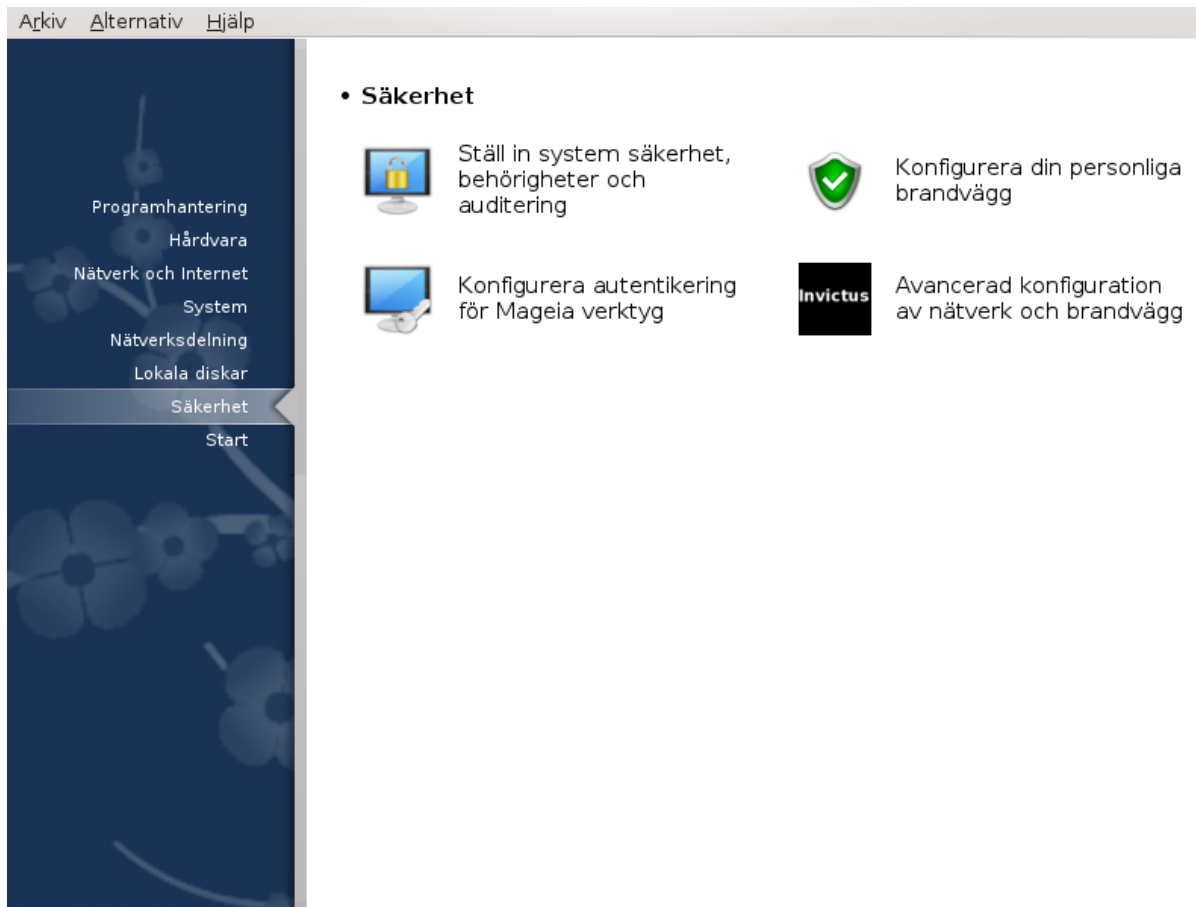 Arkiv Alternativ Hjälp
Programhantering
Hårdvara
Nätverk och Internet
System
Nätverksdelning
Lokala diskar
Säkerhet
Start
• Säkerhet
Ställ in system säkerhet,
behörigheter och
auditering
Konfigurera din personliga
brandvägg
Konfigurera autentikering
för Mageia verktyg
Invictus
Avancerad konfiguration
av nätverk och brandvägg